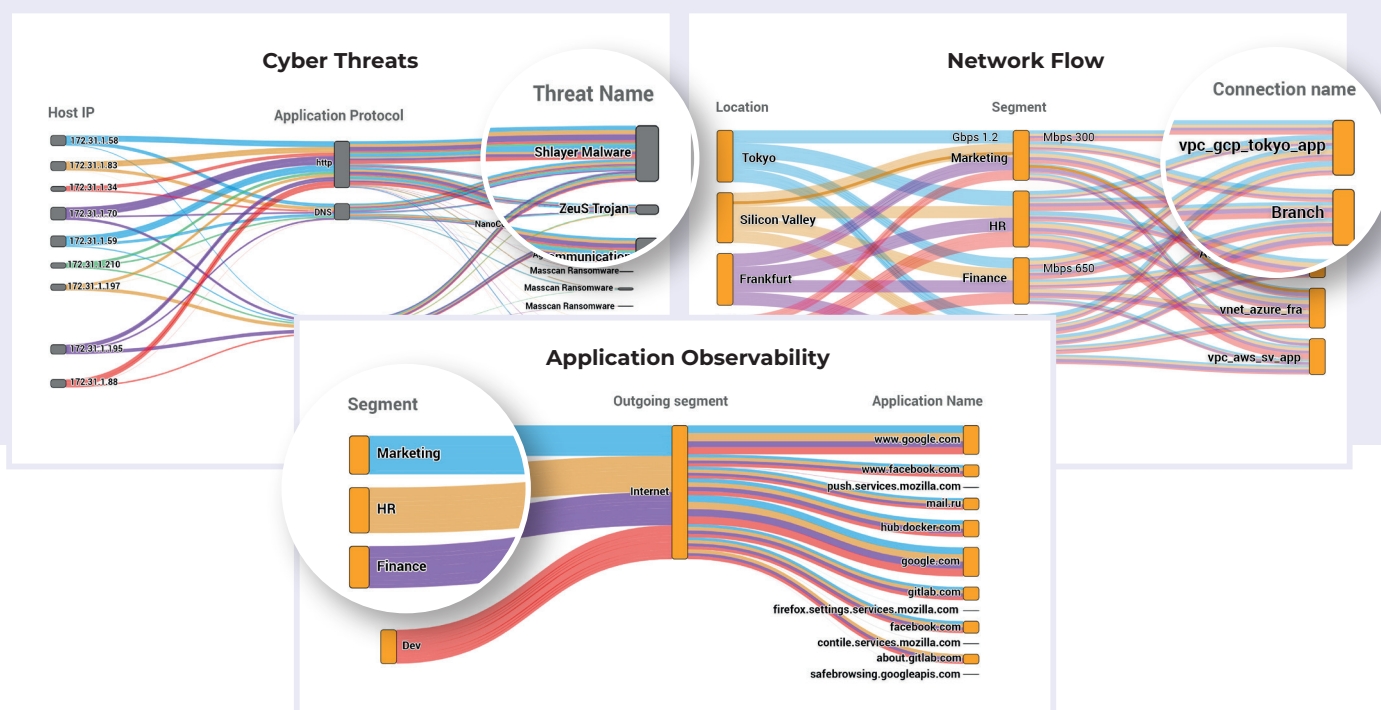 Cyber Threats
Host IP
Application Protocol
Threat Name
172.31.1.58
172.31.1.83
172.31.1.34
172.31.1.70
172.31.1.59
172.31.1.210
172.31.1.197
172.31.1.195
172.31.1.88
http
DNS
Shlayer Malware
ZeuS Trojan
Masscan Ransomware
Masscan Ransomware
Masscan Ransomware
Network Flow
Location
Segment
Connection name
Tokyo
Silicon Valley
Frankfurt
Gbps 1.2
Mbps 300
Marketing
HR
Finance
Mbps 650
vpc_gcp_tokyo_app
Branch
vnet_azure_fra
vpc_aws_sv_app
Application Observability
Segment
Outgoing segment
Application Name
Marketing
HR
Finance
Dev
Internet
www.google.com
www.facebook.com
push.services.mozilla.com
mail.ru
hub.docker.com
google.com
gitlab.com
firefox.settings.services.mozilla.com
facebook.com
contile.services.mozilla.com
about.gitlab.com
safebrowsing.googleapis.com